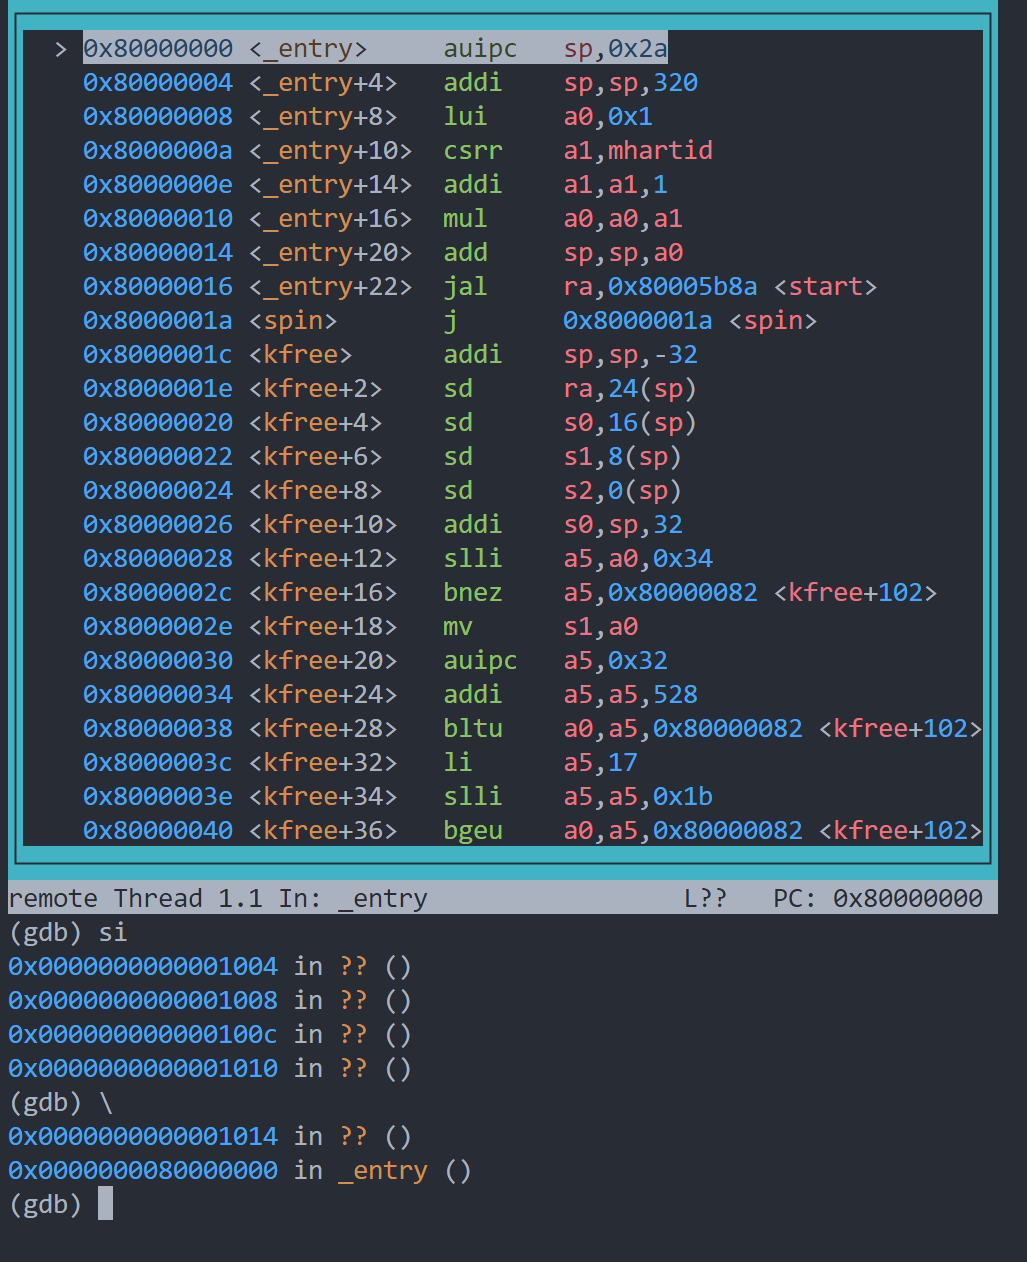 > 0x80000000 <_entry> auipc sp,0x2a
0x80000004 <_entry+4> addi sp,sp,320
0x80000008 <_entry+8> lui a0,0x1
0x8000000a <_entry+10> csrr a1,mhartid
0x8000000e <_entry+14> addi a1,a1,1
0x80000010 <_entry+16> mul a0,a0,a1
0x80000014 <_entry+20> add sp,sp,a0
0x80000016 <_entry+22> jal ra,0x80005b8a <start>
0x8000001a <spin> j 0x8000001a <spin>
0x8000001c <kfree> addi sp,sp,-32
0x8000001e <kfree+2> sd ra,24(sp)
0x80000020 <kfree+4> sd s0,16(sp)
0x80000022 <kfree+6> sd s1,8(sp)
0x80000024 <kfree+8> sd s2,0(sp)
0x80000026 <kfree+10> addi s0,sp,32
0x80000028 <kfree+12> slli a5,a0,0x34
0x8000002c <kfree+16> bnez a5,0x80000082 <kfree+102>
0x8000002e <kfree+18> mv s1,a0
0x80000030 <kfree+20> auipc a5,0x32
0x80000034 <kfree+24> addi a5,a5,528
0x80000038 <kfree+28> bltu a0,a5,0x80000082 <kfree+102>
0x8000003c <kfree+32> li a5,17
0x8000003e <kfree+34> slli a5,a5,0x1b
0x80000040 <kfree+36> bgeu a0,a5,0x80000082 <kfree+102>
remote Thread 1.1 In: _entry L?? PC: 0x80000000
(gdb) si
0x0000000000001004 in ?? ()
0x0000000000001008 in ?? ()
0x000000000000100c in ?? ()
0x0000000000001010 in ?? ()
(gdb) \
0x0000000000001014 in ?? ()
0x0000000080000000 in _entry ()
(gdb)